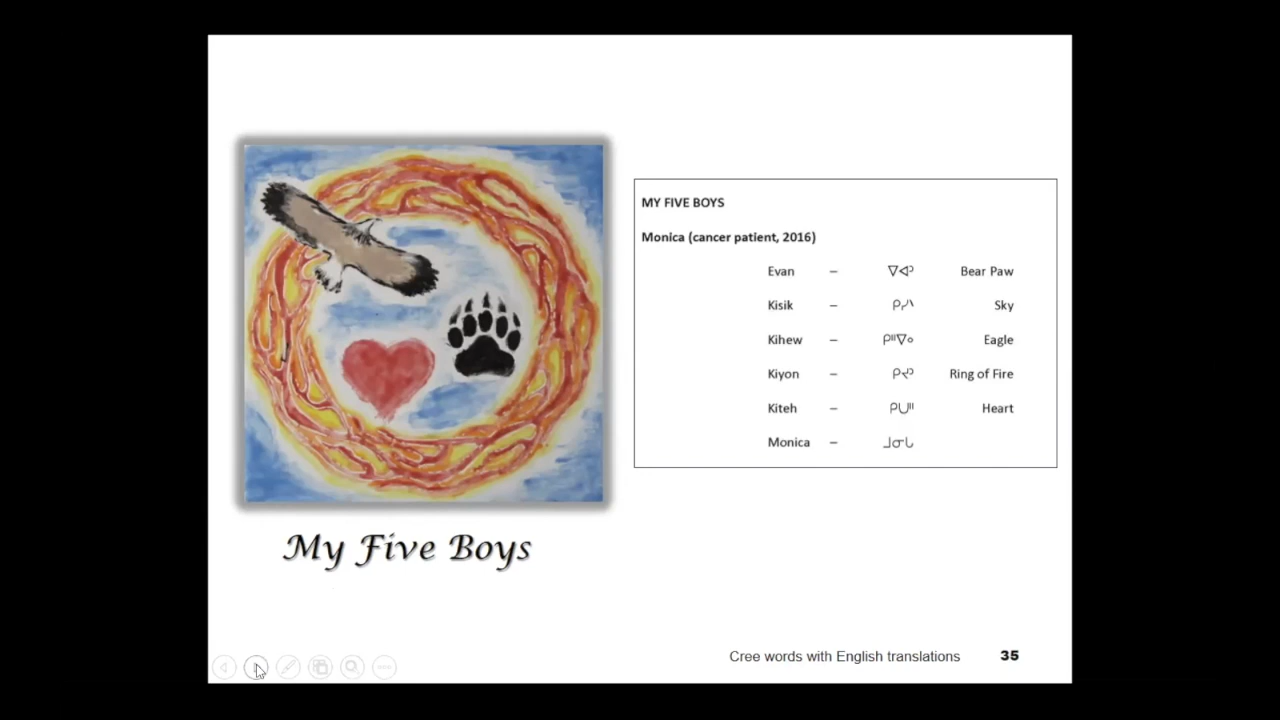 MY FIVE BOYS
Monica (cancer patient, 2016)
Evan – ᐁᐊᐣ Bear Paw
Kisik – ᑭᓯᐠ Sky
Kihew – ᑭᐦᐁᐤ Eagle
Kiyon – ᑭᔪᐣ Ring of Fire
Kiteh – ᑭᑌᐦ Heart
Monica – ᒧᓂᑲ
My Five Boys
Cree words with English translations 35